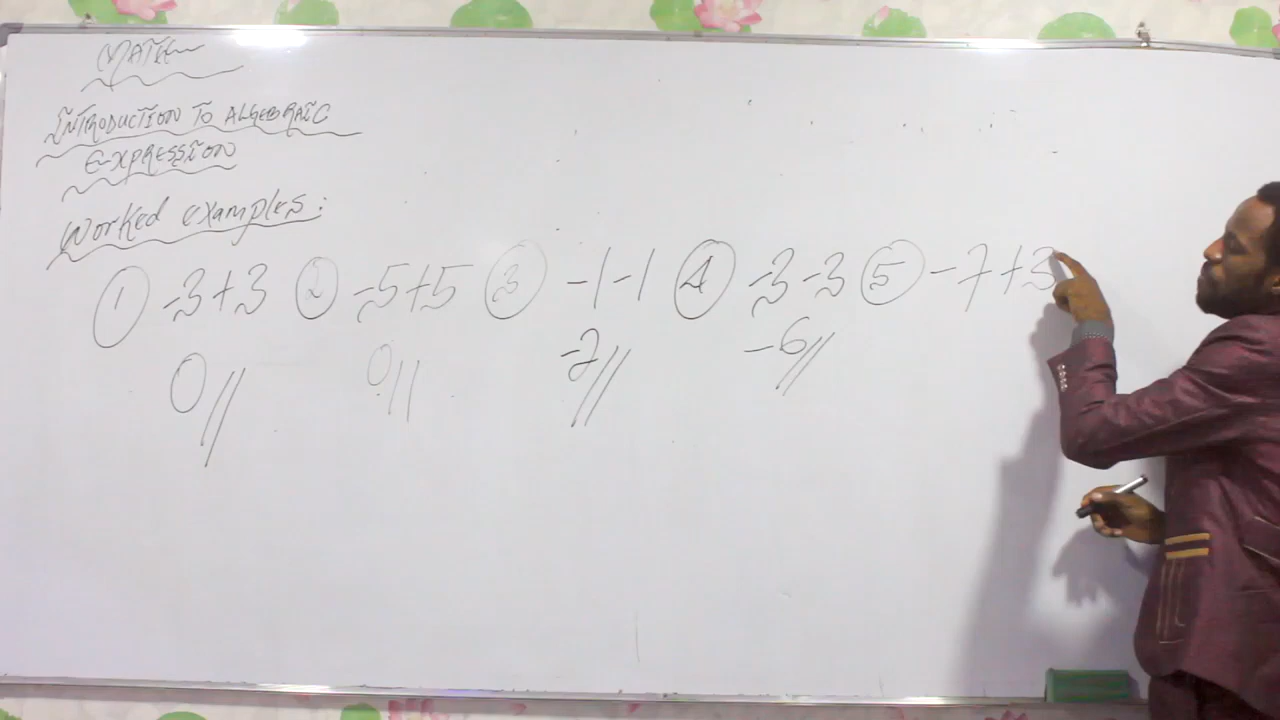 MATHS
INTRODUCTION TO ALGEBRAIC
EXPRESSION
Worked examples:
① -3+3 ② -5+5 ③ -1-1 ④ -3-3 ⑤ -7+3
0// 0// -2// -6//